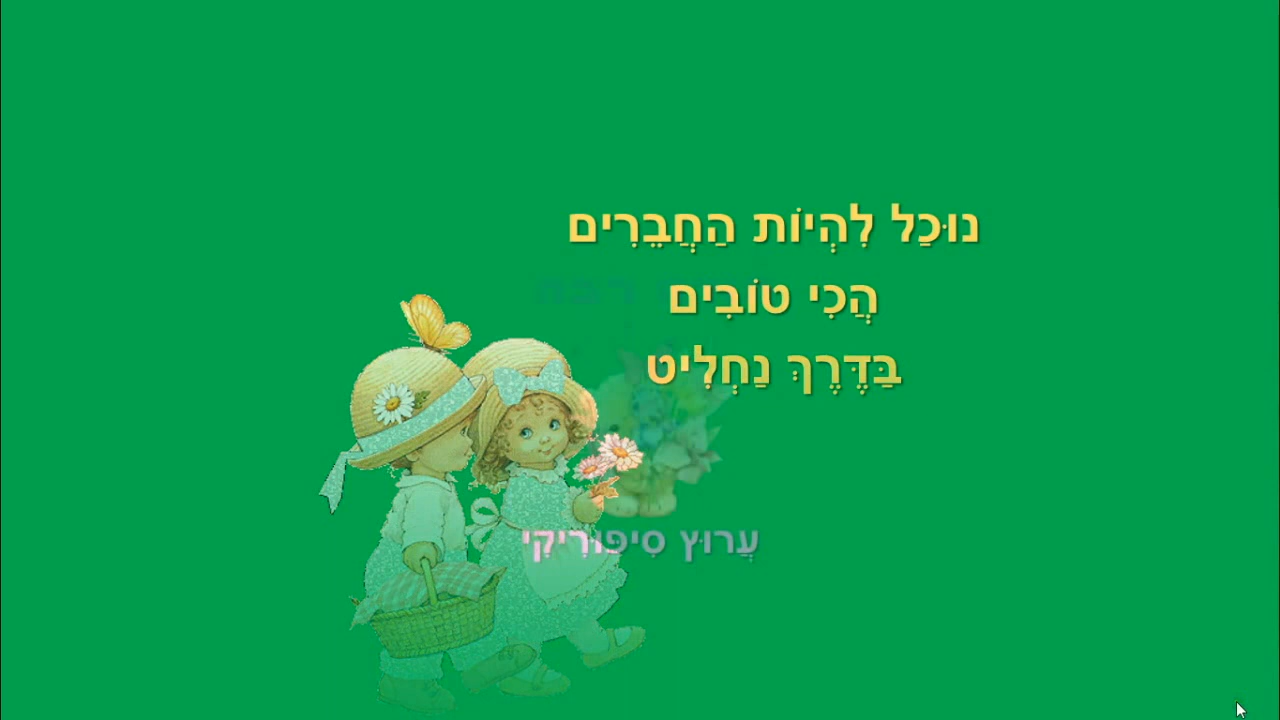 נוּכַּל לִהְיוֹת הַחֲבֵרִים
הֲכִי טוֹבִים
בַּדֶּרֶךְ נַחְלִיט
עֲרוּץ סִיפּוּרִיקִי